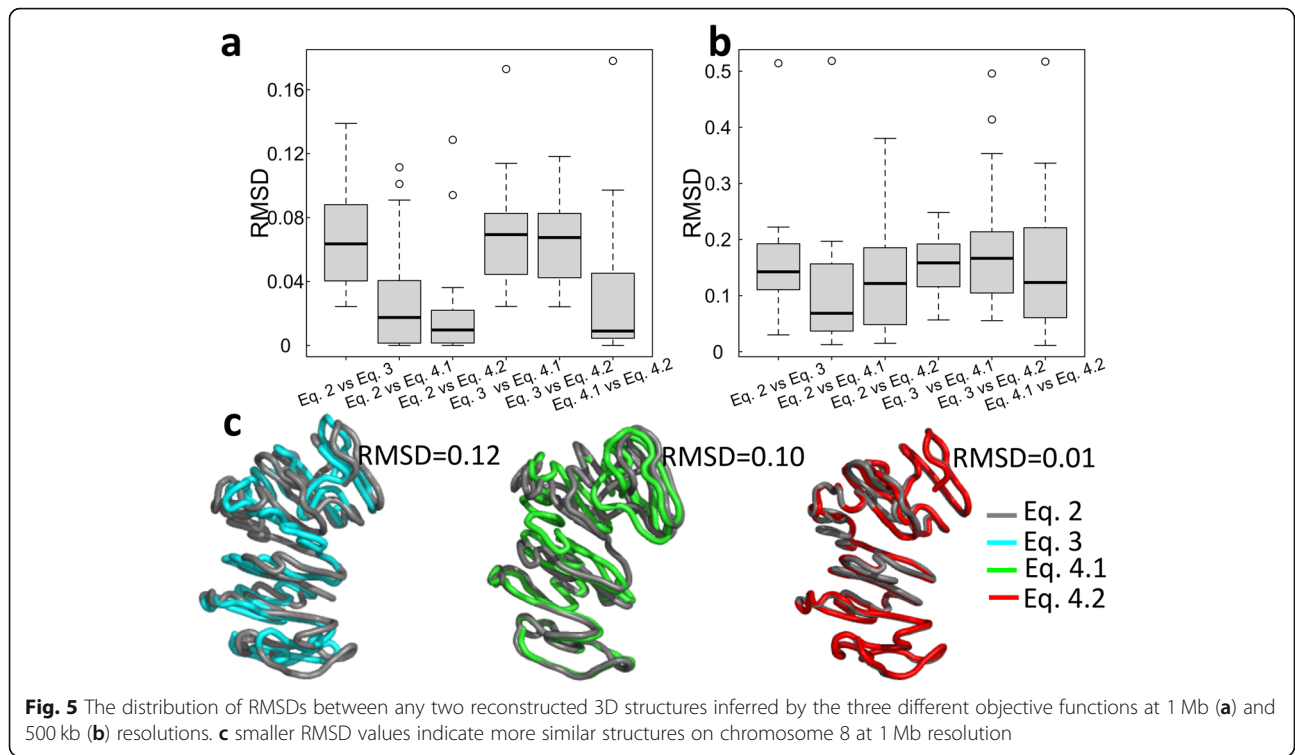 a
b
0.16
0.12
0.08
0.04
0
RMSD
Eq. 2 vs Eq. 3
Eq. 2 vs Eq. 4.1
Eq. 2 vs Eq. 4.2
Eq. 3 vs Eq. 4.1
Eq. 3 vs Eq. 4.2
Eq. 4.1 vs Eq. 4.2
0.5
0.4
0.3
0.2
0.1
0
RMSD
Eq. 2 vs Eq. 3
Eq. 2 vs Eq. 4.1
Eq. 2 vs Eq. 4.2
Eq. 3 vs Eq. 4.1
Eq. 3 vs Eq. 4.2
Eq. 4.1 vs Eq. 4.2
c
RMSD=0.12
RMSD=0.10
RMSD=0.01
Eq. 2
Eq. 3
Eq. 4.1
Eq. 4.2
Fig. 5 The distribution of RMSDs between any two reconstructed 3D structures inferred by the three different objective functions at 1 Mb (a) and
500 kb (b) resolutions. c smaller RMSD values indicate more similar structures on chromosome 8 at 1 Mb resolution